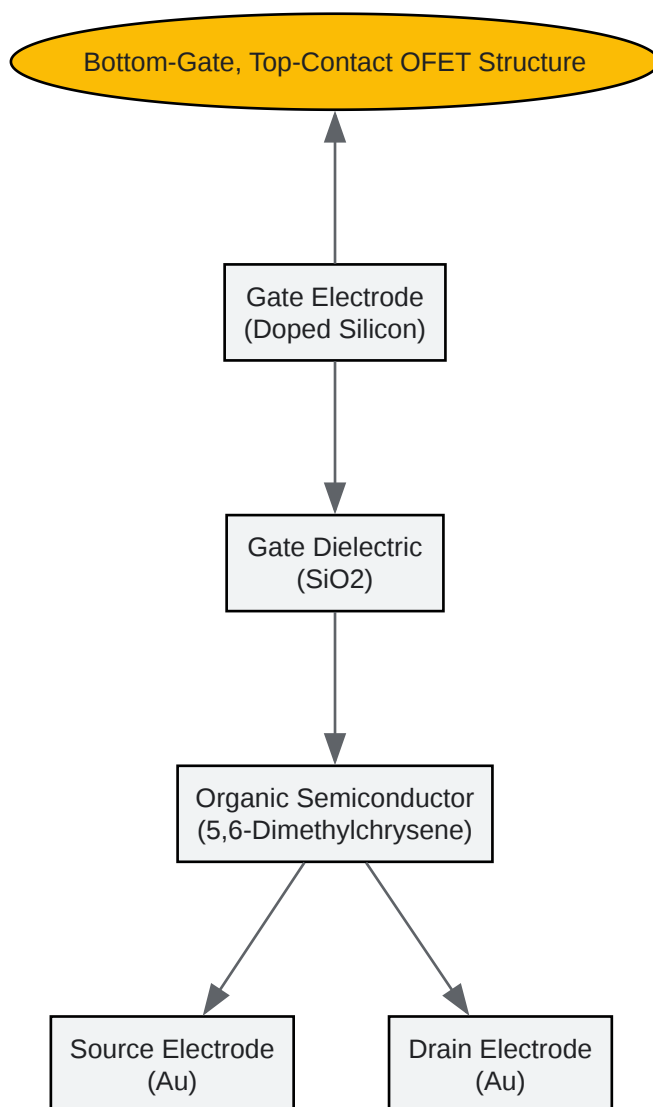 Bottom-Gate, Top-Contact OFET Structure
Gate Electrode
(Doped Silicon)
Gate Dielectric
(SiO2)
Organic Semiconductor
(5,6-Dimethylchrysene)
Source Electrode
(Au)
Drain Electrode
(Au)